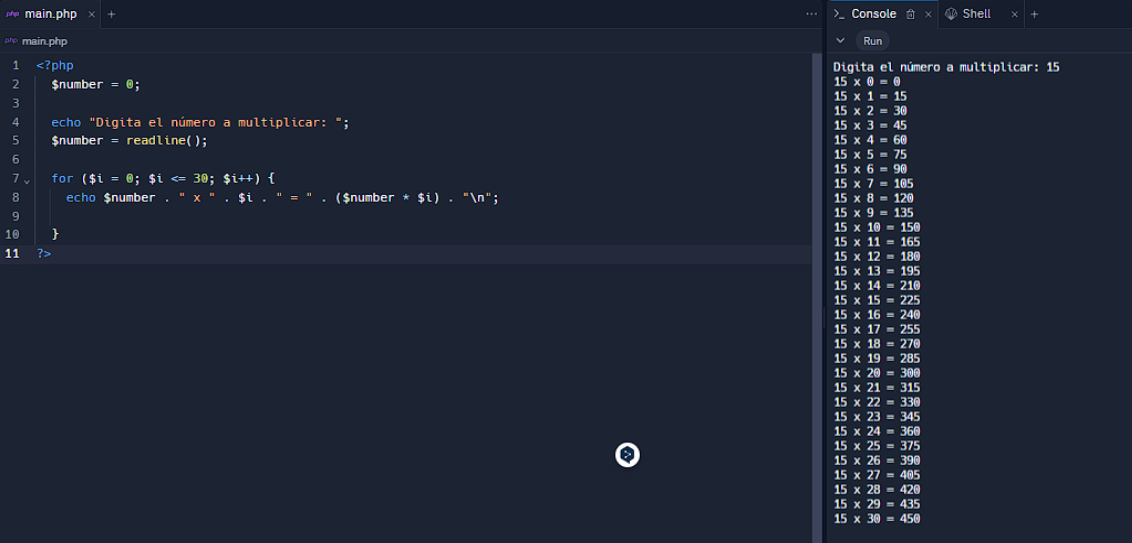 php main.php × +
php main.php
1 <?php
2 $number = 0;
3
4 echo "Digita el número a multiplicar: ";
5 $number = readline();
6
7 for ($i = 0; $i <= 30; $i++) {
8 echo $number . " x " . $i . " = " . ($number * $i) . "\n";
9
10 }
11 ?>
>_ Console × Shell × +
Run
Digita el número a multiplicar: 15
15 x 0 = 0
15 x 1 = 15
15 x 2 = 30
15 x 3 = 45
15 x 4 = 60
15 x 5 = 75
15 x 6 = 90
15 x 7 = 105
15 x 8 = 120
15 x 9 = 135
15 x 10 = 150
15 x 11 = 165
15 x 12 = 180
15 x 13 = 195
15 x 14 = 210
15 x 15 = 225
15 x 16 = 240
15 x 17 = 255
15 x 18 = 270
15 x 19 = 285
15 x 20 = 300
15 x 21 = 315
15 x 22 = 330
15 x 23 = 345
15 x 24 = 360
15 x 25 = 375
15 x 26 = 390
15 x 27 = 405
15 x 28 = 420
15 x 29 = 435
15 x 30 = 450